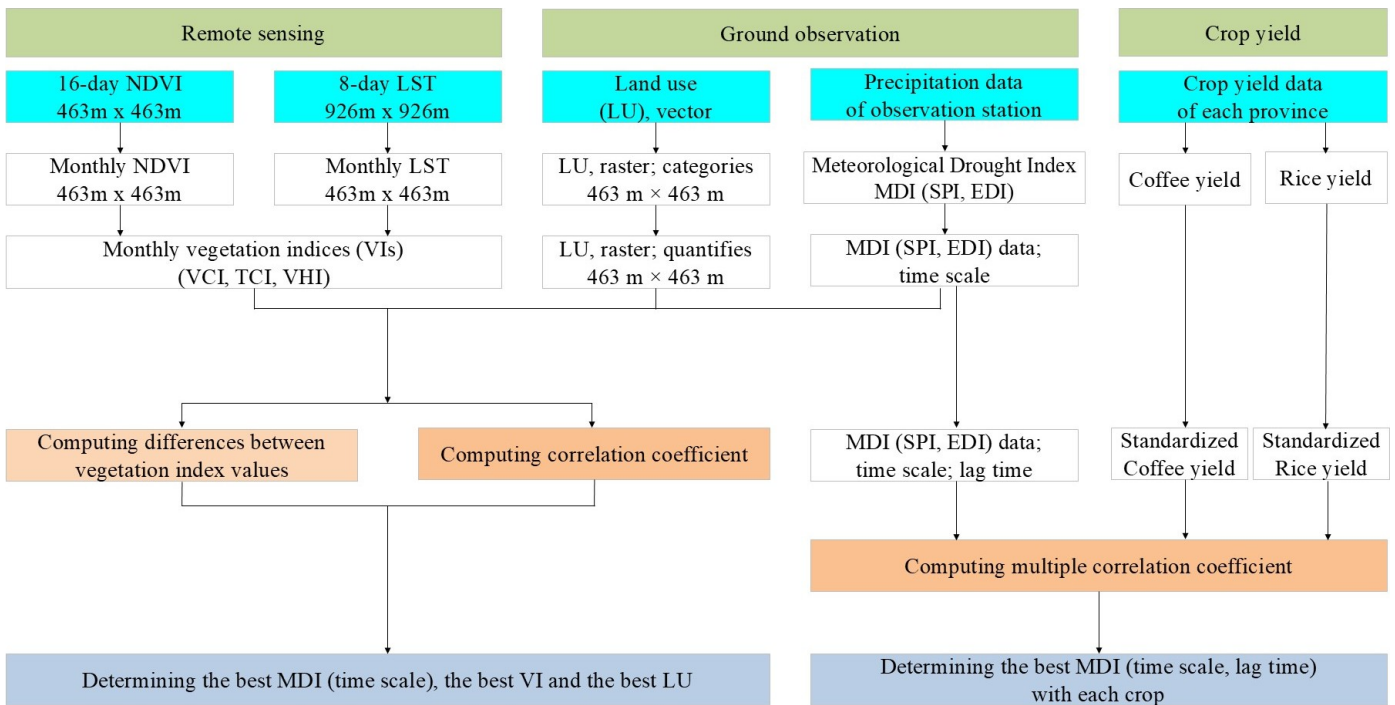 Remote sensing
Ground observation
Crop yield
16-day NDVI
463m x 463m
8-day LST
926m x 926m
Land use
(LU), vector
Precipitation data
of observation station
Crop yield data
of each province
Monthly NDVI
463m x 463m
Monthly LST
463m x 463m
LU, raster; categories
463 m × 463 m
Meteorological Drought Index
MDI (SPI, EDI)
Coffee yield
Rice yield
Monthly vegetation indices (VIs)
(VCI, TCI, VHI)
LU, raster; quantifies
463 m × 463 m
MDI (SPI, EDI) data;
time scale
Computing differences between
vegetation index values
Computing correlation coefficient
MDI (SPI, EDI) data;
time scale; lag time
Standardized
Coffee yield
Standardized
Rice yield
Computing multiple correlation coefficient
Determining the best MDI (time scale), the best VI and the best LU
Determining the best MDI (time scale, lag time)
with each crop